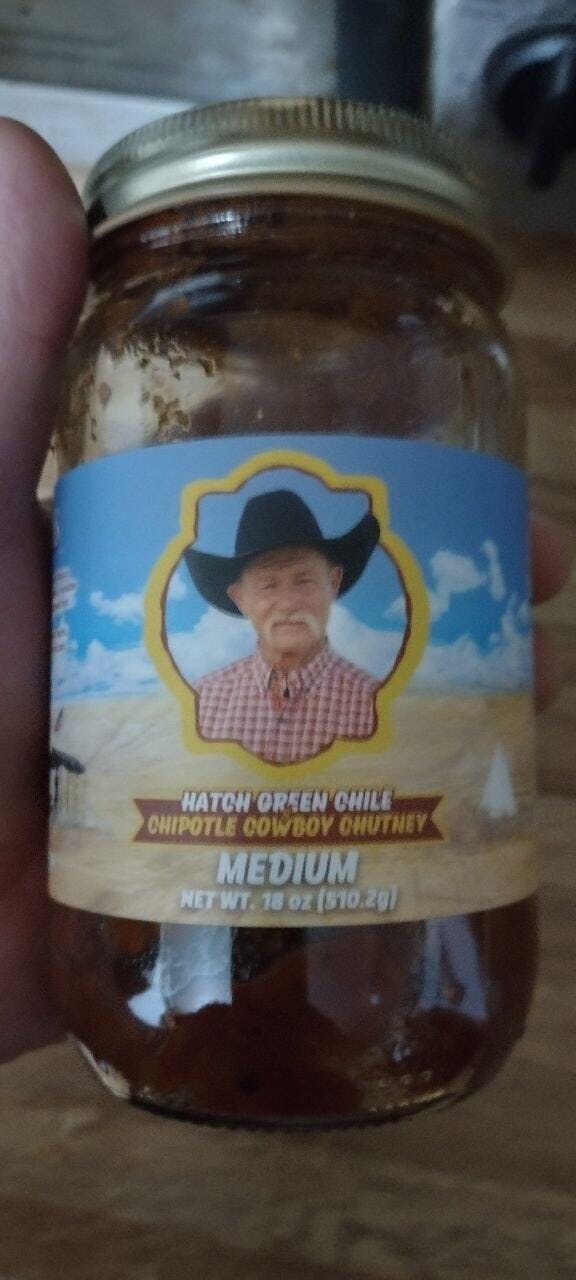 HATCH GREEN CHILE
CHIPOTLE COWBOY CHUTNEY
MEDIUM
NET WT. 18 oz (510.2g)